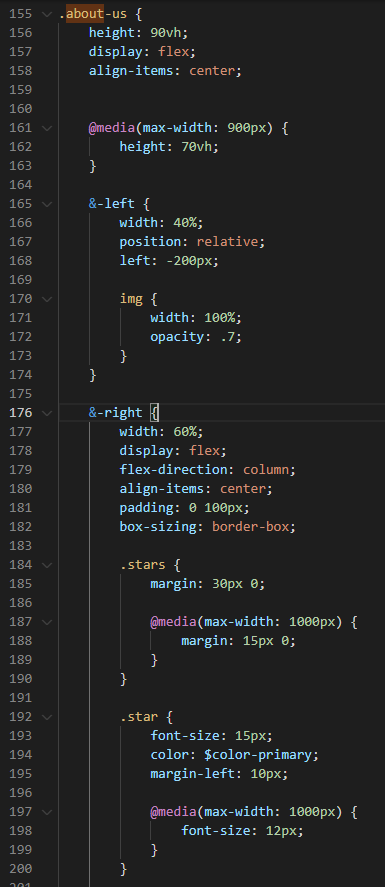 155 .about-us {
156 height: 90vh;
157 display: flex;
158 align-items: center;
159
160
161 @media(max-width: 900px) {
162 height: 70vh;
163 }
164
165 &-left {
166 width: 40%;
167 position: relative;
168 left: -200px;
169
170 img {
171 width: 100%;
172 opacity: .7;
173 }
174 }
175
176 &-right {
177 width: 60%;
178 display: flex;
179 flex-direction: column;
180 align-items: center;
181 padding: 0 100px;
182 box-sizing: border-box;
183
184 .stars {
185 margin: 30px 0;
186
187 @media(max-width: 1000px) {
188 margin: 15px 0;
189 }
190 }
191
192 .star {
193 font-size: 15px;
194 color: $color-primary;
195 margin-left: 10px;
196
197 @media(max-width: 1000px) {
198 font-size: 12px;
199 }
200 }
201